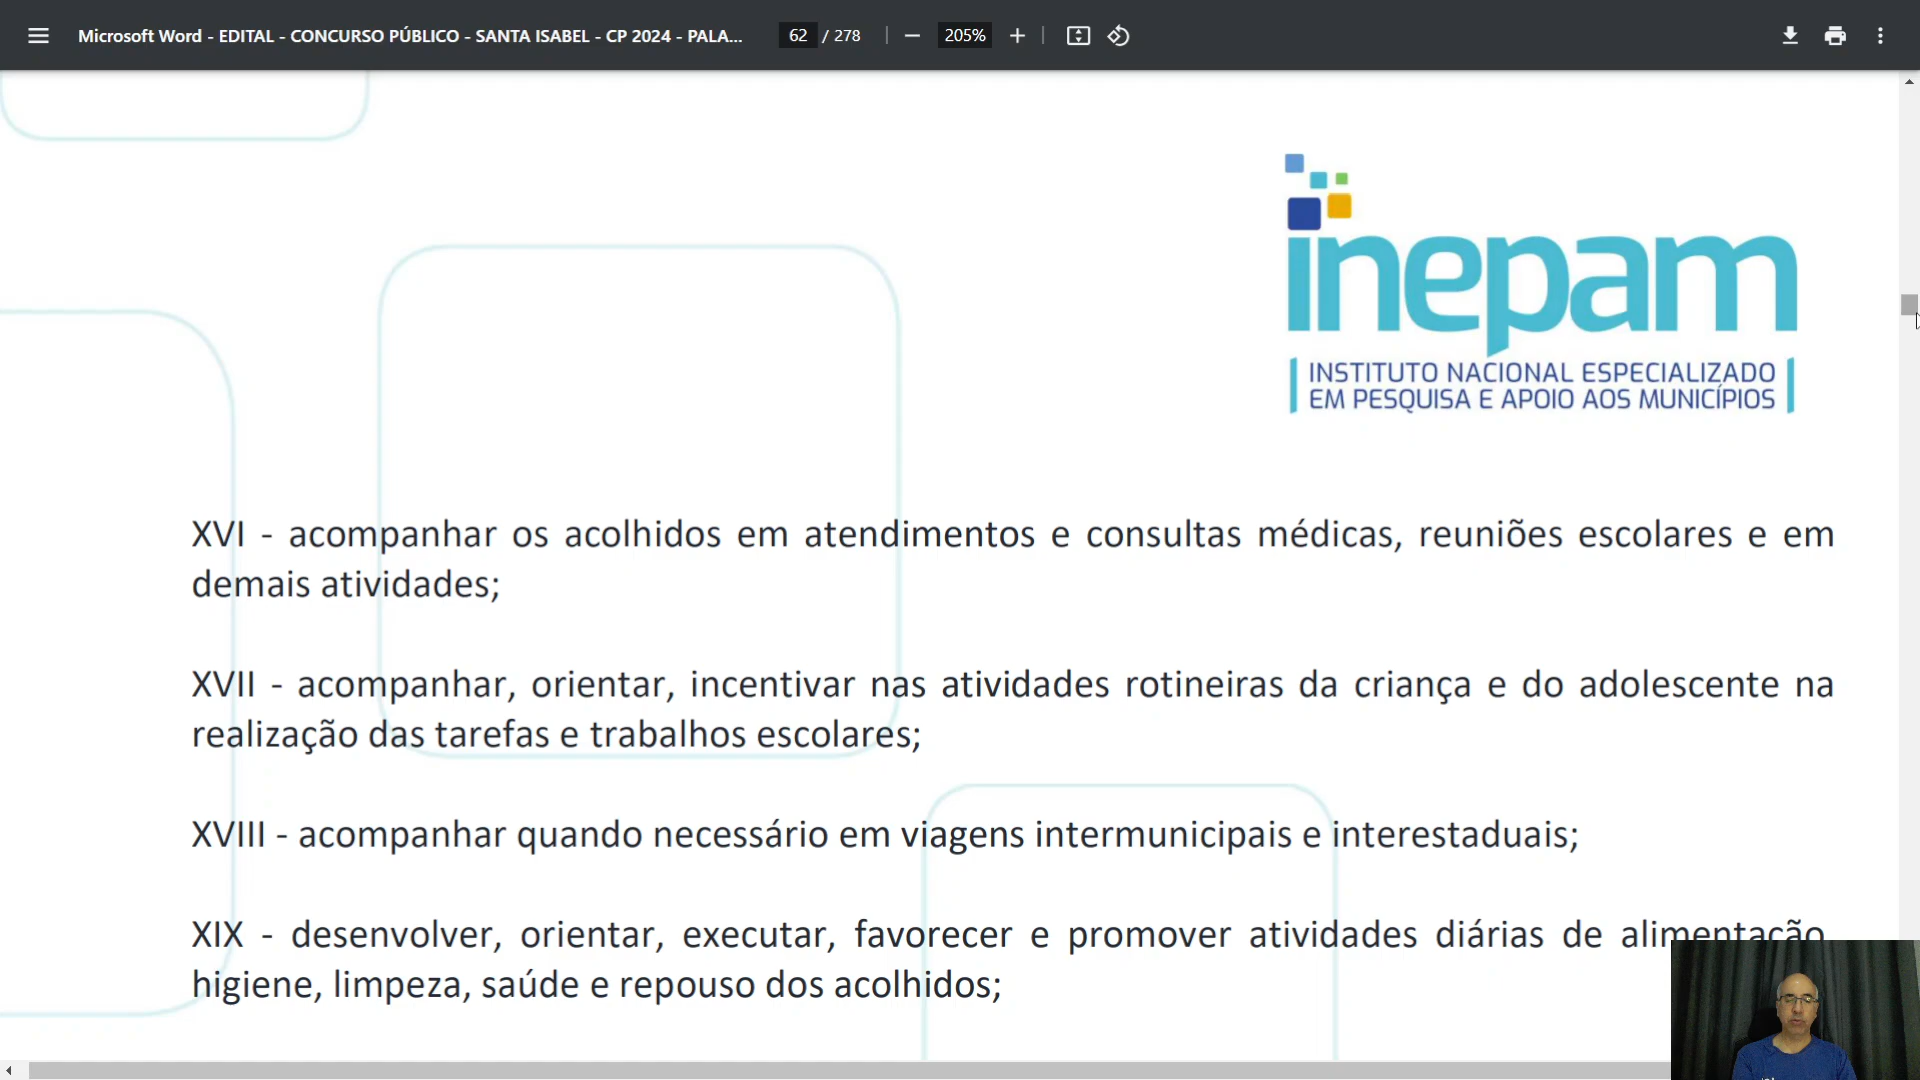 Microsoft Word - EDITAL - CONCURSO PÚBLICO - SANTA ISABEL - CP 2024 - PALA...
62 / 278
205%
inepam
INSTITUTO NACIONAL ESPECIALIZADO
EM PESQUISA E APOIO AOS MUNICÍPIOS
XVI - acompanhar os acolhidos em atendimentos e consultas médicas, reuniões escolares e em
demais atividades;
XVII - acompanhar, orientar, incentivar nas atividades rotineiras da criança e do adolescente na
realização das tarefas e trabalhos escolares;
XVIII - acompanhar quando necessário em viagens intermunicipais e interestaduais;
XIX - desenvolver, orientar, executar, favorecer e promover atividades diárias de alimentação,
higiene, limpeza, saúde e repouso dos acolhidos;